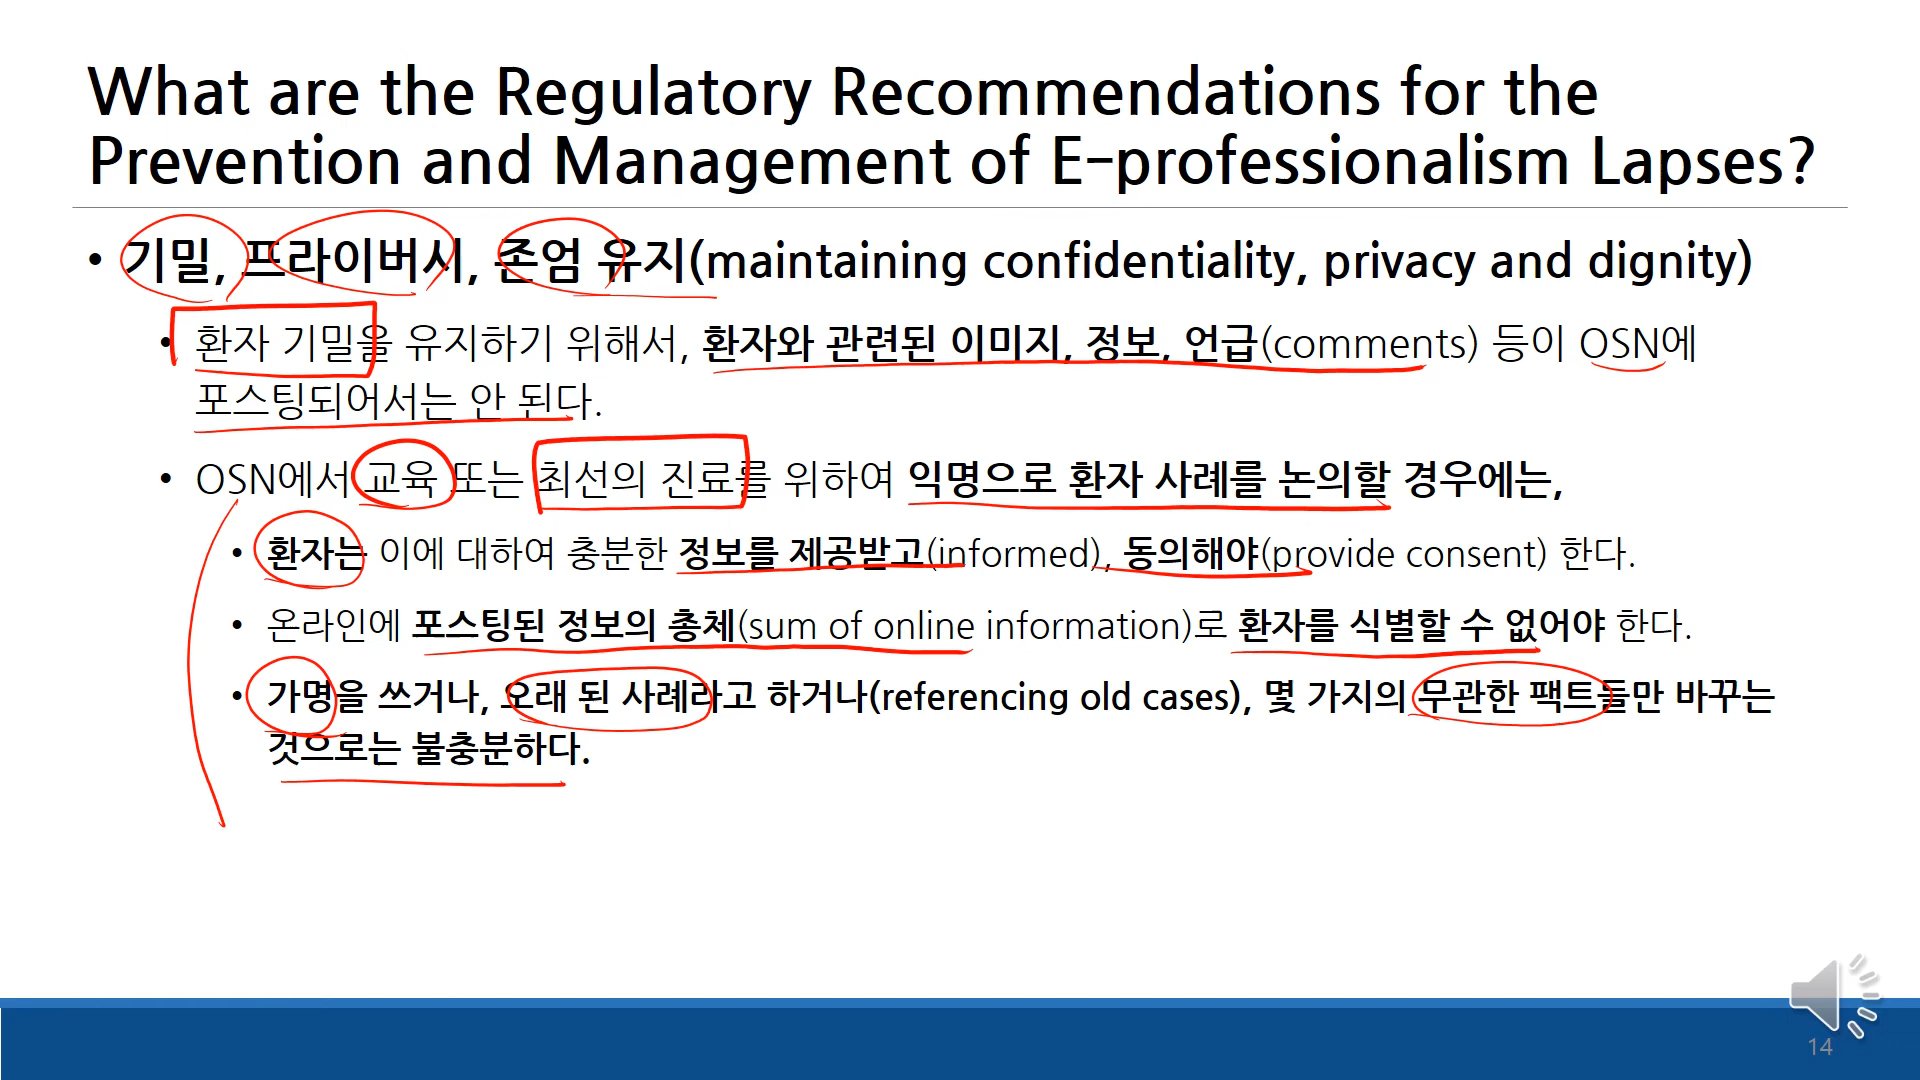 What are the Regulatory Recommendations for the
Prevention and Management of E-professionalism Lapses?
• 기밀, 프라이버시, 존엄 유지(maintaining confidentiality, privacy and dignity)
• 환자 기밀을 유지하기 위해서, 환자와 관련된 이미지, 정보, 언급(comments) 등이 OSN에
포스팅되어서는 안 된다.
• OSN에서 교육 또는 최선의 진료를 위하여 익명으로 환자 사례를 논의할 경우에는,
• 환자는 이에 대하여 충분한 정보를 제공받고(informed), 동의해야(provide consent) 한다.
• 온라인에 포스팅된 정보의 총체(sum of online information)로 환자를 식별할 수 없어야 한다.
• 가명을 쓰거나, 오래 된 사례라고 하거나(referencing old cases), 몇 가지의 무관한 팩트들만 바꾸는
것으로는 불충분하다.
14